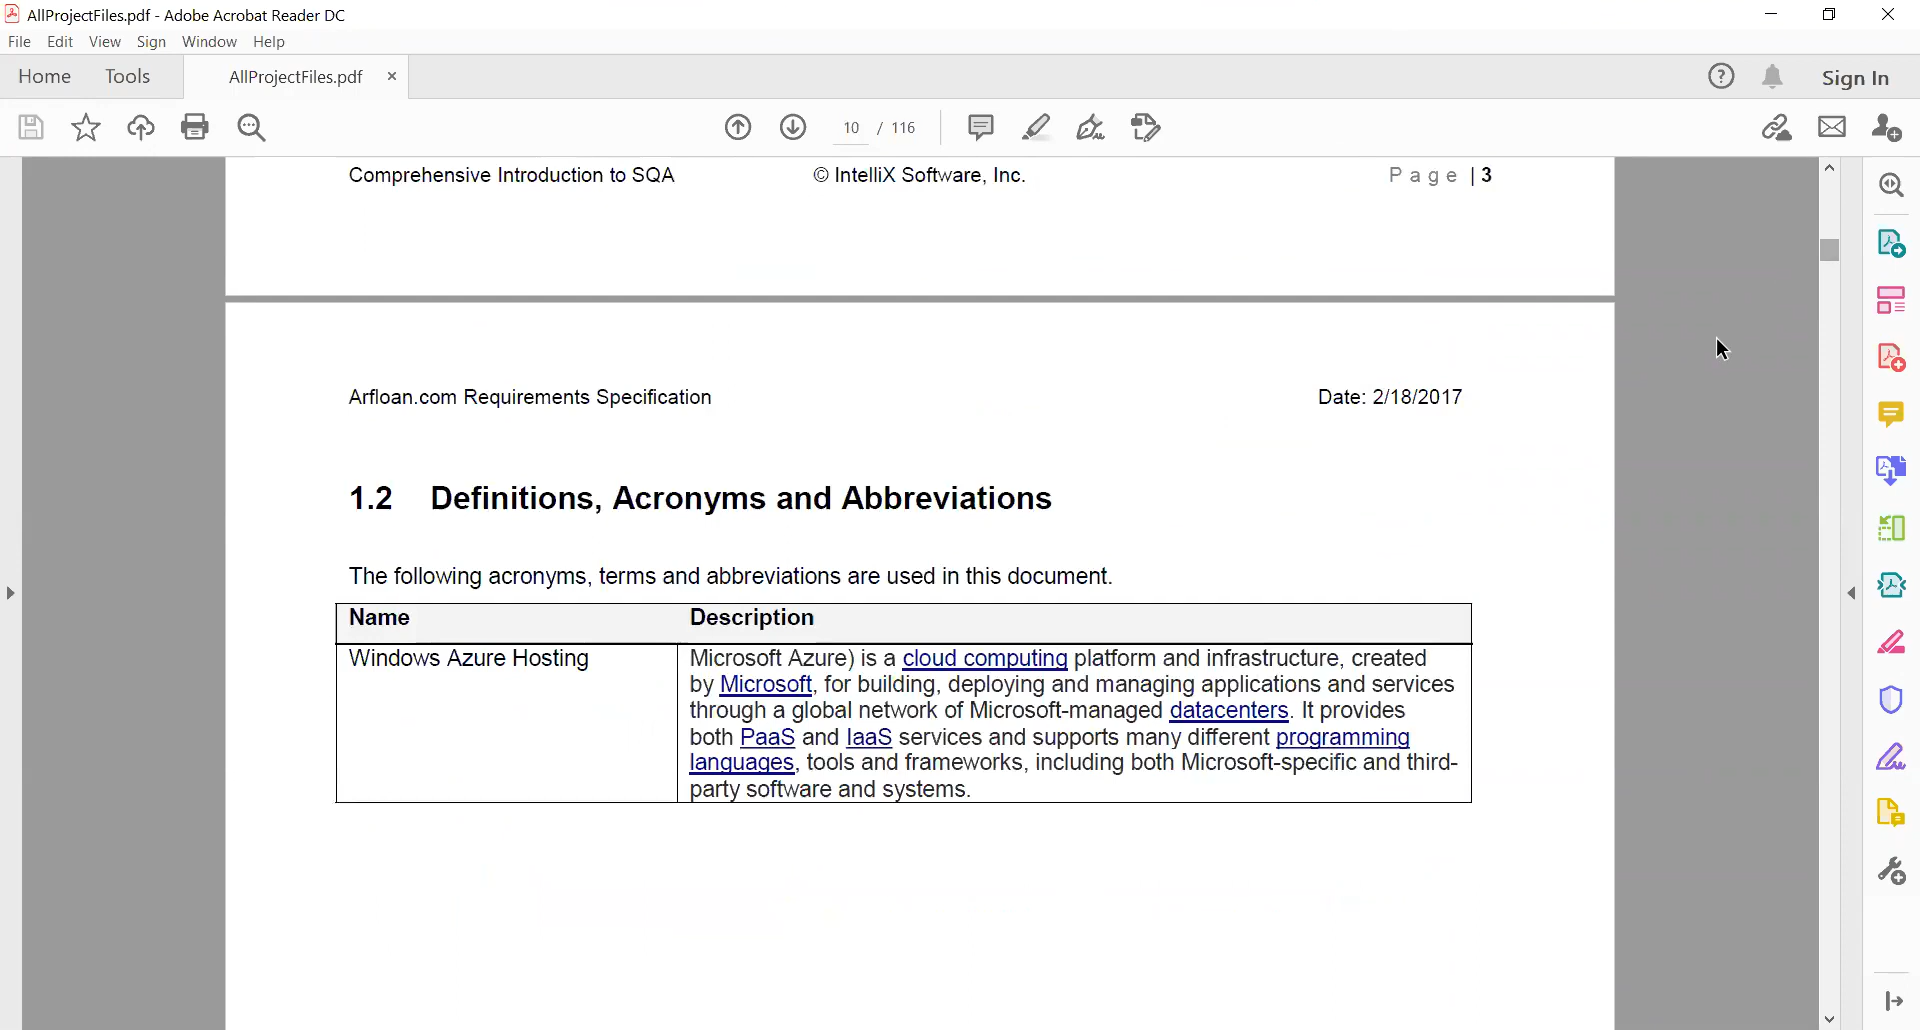 AllProjectFiles.pdf - Adobe Acrobat Reader DC
File Edit View Sign Window Help
Home Tools AllProjectFiles.pdf × Sign In
10 / 116
Comprehensive Introduction to SQA © IntelliX Software, Inc. Page | 3
Arfloan.com Requirements Specification Date: 2/18/2017
1.2 Definitions, Acronyms and Abbreviations
The following acronyms, terms and abbreviations are used in this document.
Name Description
Windows Azure Hosting Microsoft Azure) is a cloud computing platform and infrastructure, created
by Microsoft, for building, deploying and managing applications and services
through a global network of Microsoft-managed datacenters. It provides
both PaaS and IaaS services and supports many different programming
languages, tools and frameworks, including both Microsoft-specific and third-
party software and systems.